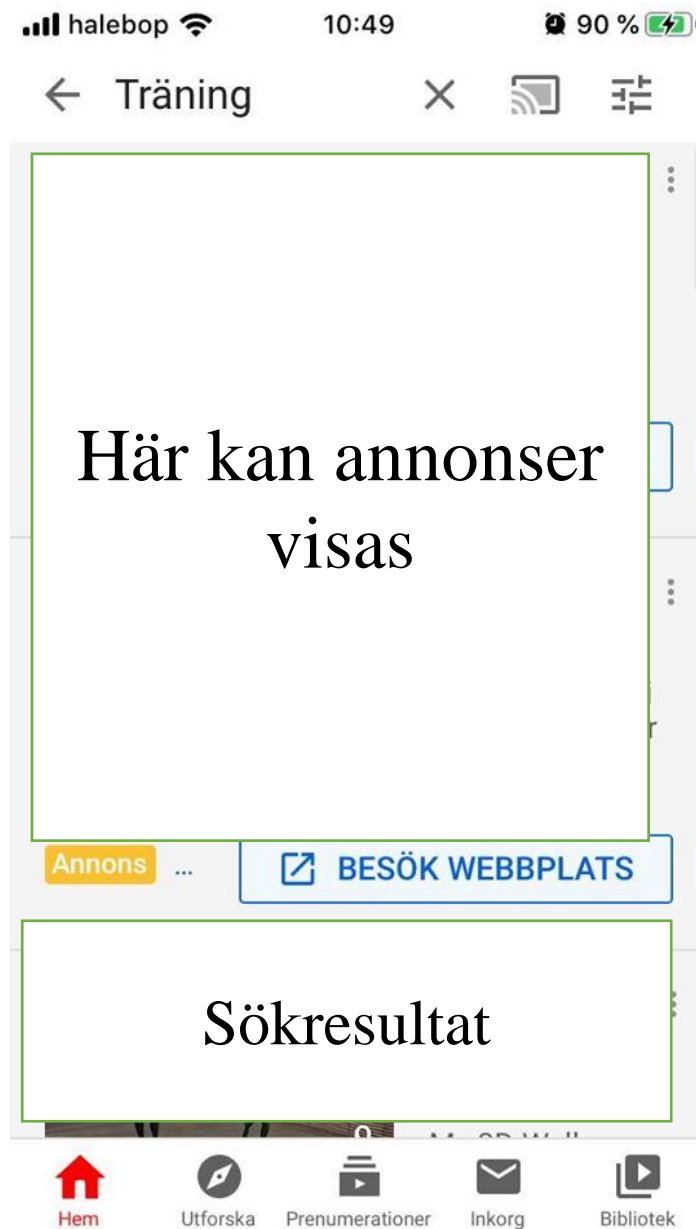 halebop 10:49 90 %
Träning
Här kan annonser
visas
Annons ... BESÖK WEBBPLATS
Sökresultat
Hem Utforska Prenumerationer Inkorg Bibliotek